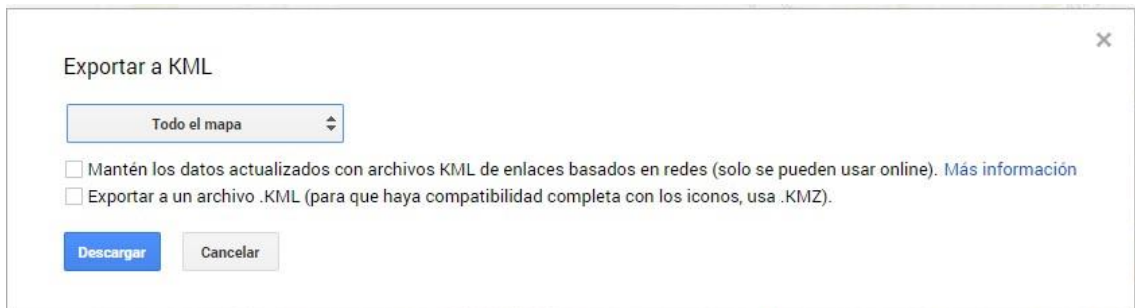 Exportar a KML
Todo el mapa
Mantén los datos actualizados con archivos KML de enlaces basados en redes (solo se pueden usar online). Más información
Exportar a un archivo .KML (para que haya compatibilidad completa con los iconos, usa .KMZ).
Descargar Cancelar